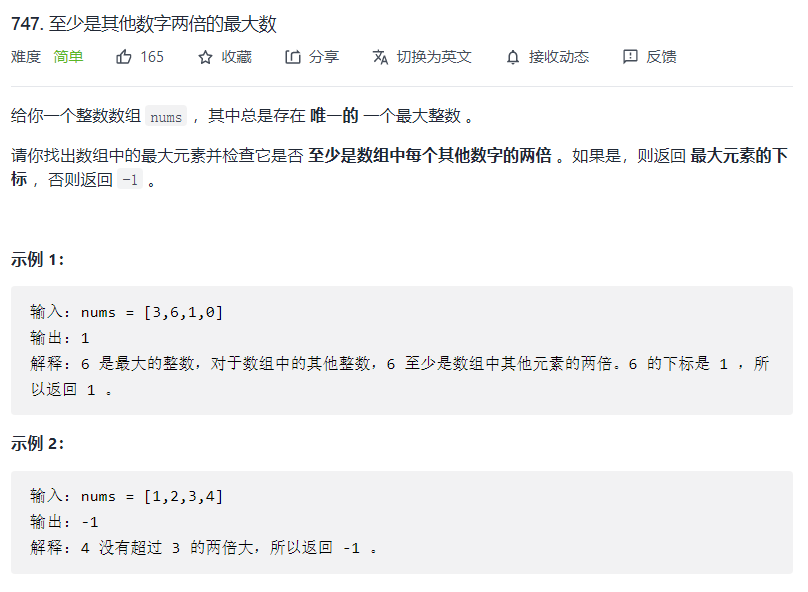 747. 至少是其他数字两倍的最大数
难度 简单 165 收藏 分享 切换为英文 接收动态 反馈
给你一个整数数组 nums ，其中总是存在 唯一的 一个最大整数 。
请你找出数组中的最大元素并检查它是否 至少是数组中每个其他数字的两倍 。如果是，则返回 最大元素的下
标 ，否则返回 -1 。
示例 1：
输入：nums = [3,6,1,0]
输出：1
解释：6 是最大的整数，对于数组中的其他整数，6 至少是数组中其他元素的两倍。6 的下标是 1 ，所
以返回 1 。
示例 2：
输入：nums = [1,2,3,4]
输出：-1
解释：4 没有超过 3 的两倍大，所以返回 -1 。